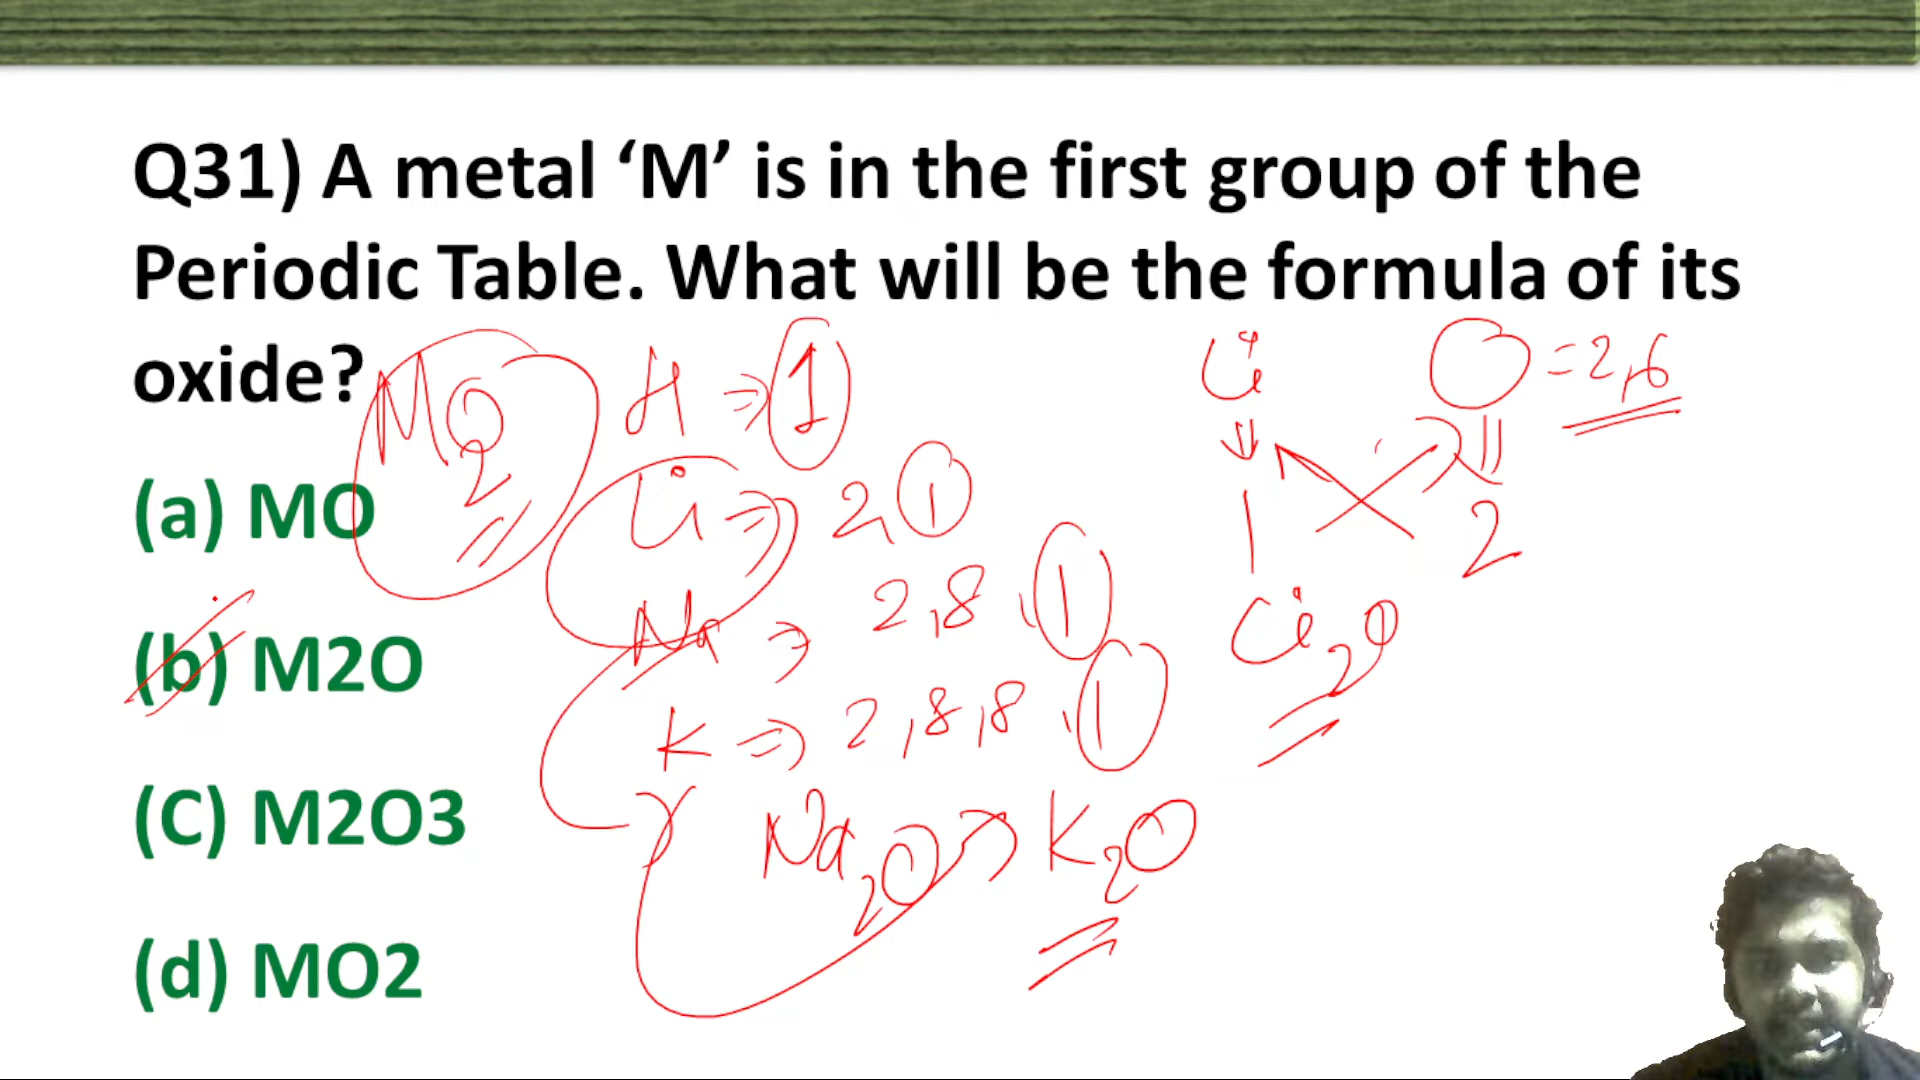 Q31) A metal ‘M’ is in the first group of the
Periodic Table. What will be the formula of its
oxide?
MO2
H ⇒ 1
Li
O = 2,6
(a) MO
Li ⇒ 2,1
1
2
Na ⇒ 2,8,1
Li2O
(b) M2O
K ⇒ 2,8,8,1
(C) M2O3
Na2O ⇒ K2O
(d) MO2